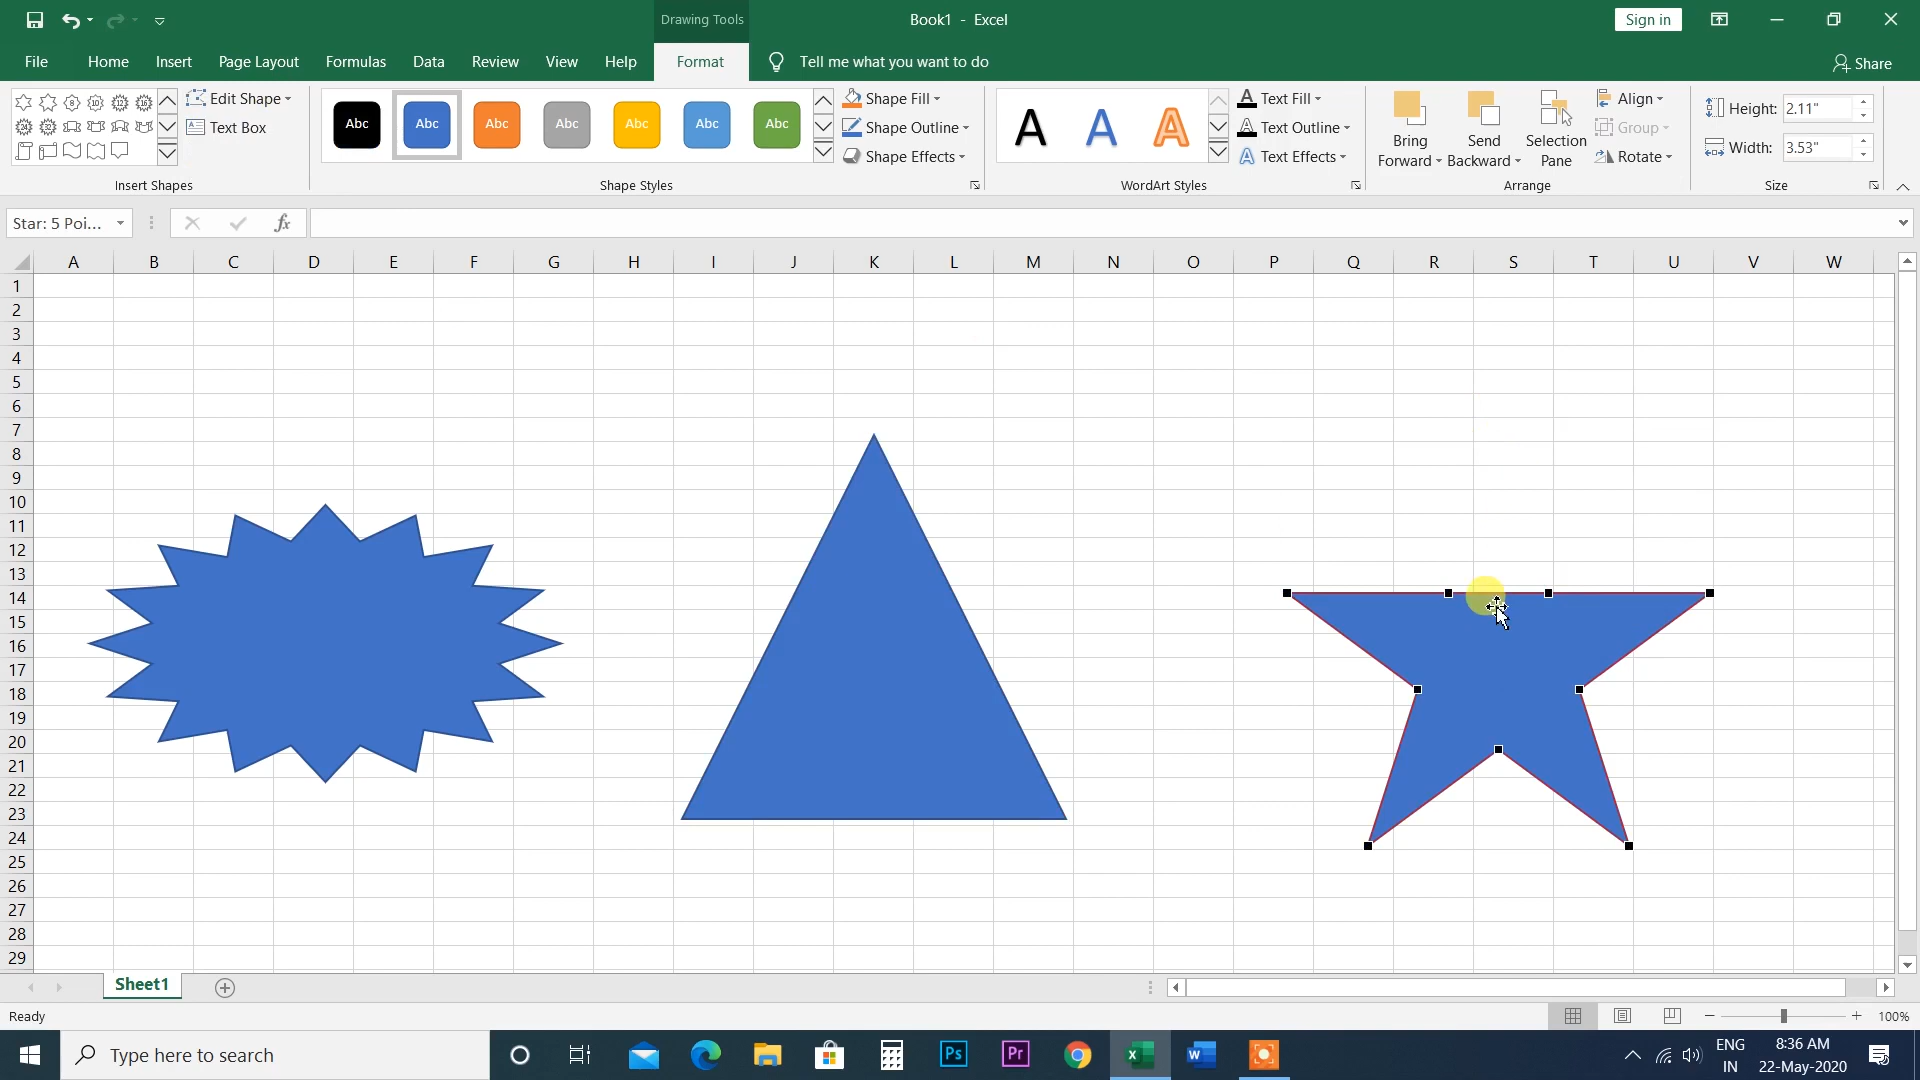 Drawing Tools
Book1 - Excel
Sign in
File Home Insert Page Layout Formulas Data Review View Help Format Tell me what you want to do Share
Edit Shape
Text Box
Insert Shapes
Abc Abc Abc Abc Abc Abc Abc
Shape Fill
Shape Outline
Shape Effects
Shape Styles
A A A
Text Fill
Text Outline
Text Effects
WordArt Styles
Bring Forward
Send Backward
Selection Pane
Align
Group
Rotate
Arrange
Height: 2.11"
Width: 3.53"
Size
Star: 5 Poi...
fx
A B C D E F G H I J K L M N O P Q R S T U V W
1
2
3
4
5
6
7
8
9
10
11
12
13
14
15
16
17
18
19
20
21
22
23
24
25
26
27
28
29
Sheet1
Ready
100%
Type here to search
Ps
Pr
X
W
ENG
IN
8:36 AM
22-May-2020